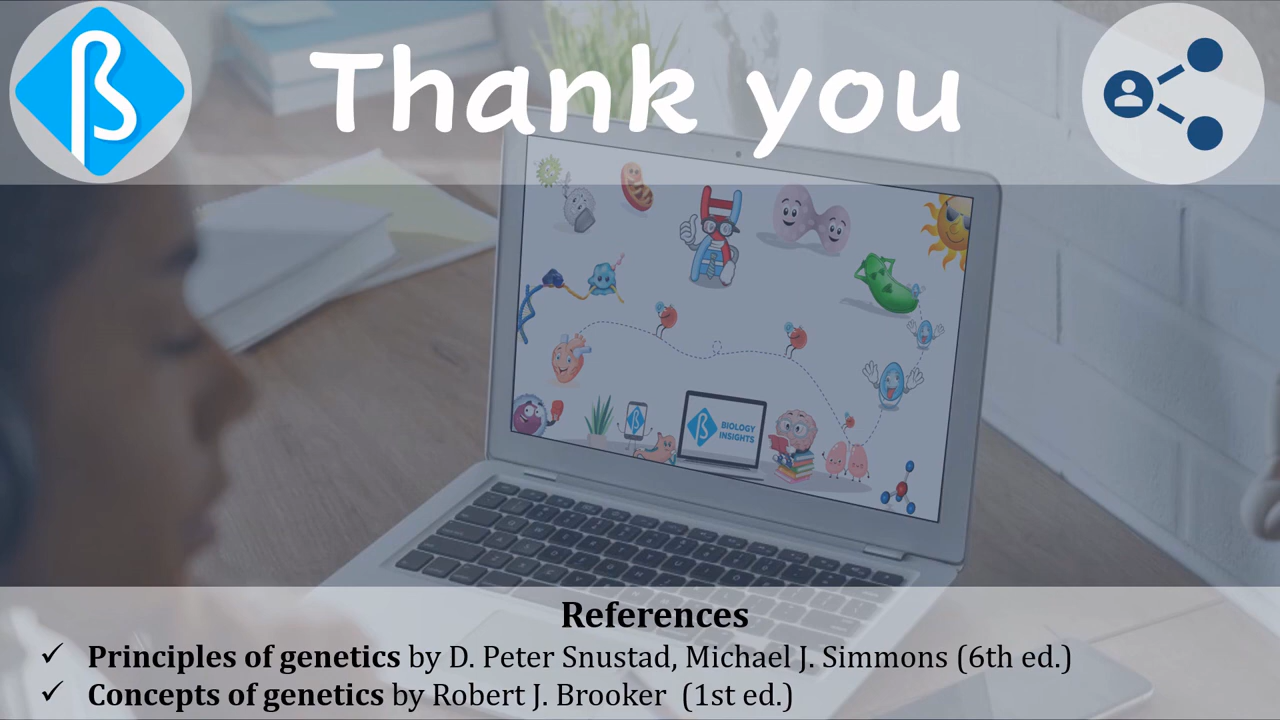 Thank you
BIOLOGY
INSIGHTS
References
✓ Principles of genetics by D. Peter Snustad, Michael J. Simmons (6th ed.)
✓ Concepts of genetics by Robert J. Brooker (1st ed.)